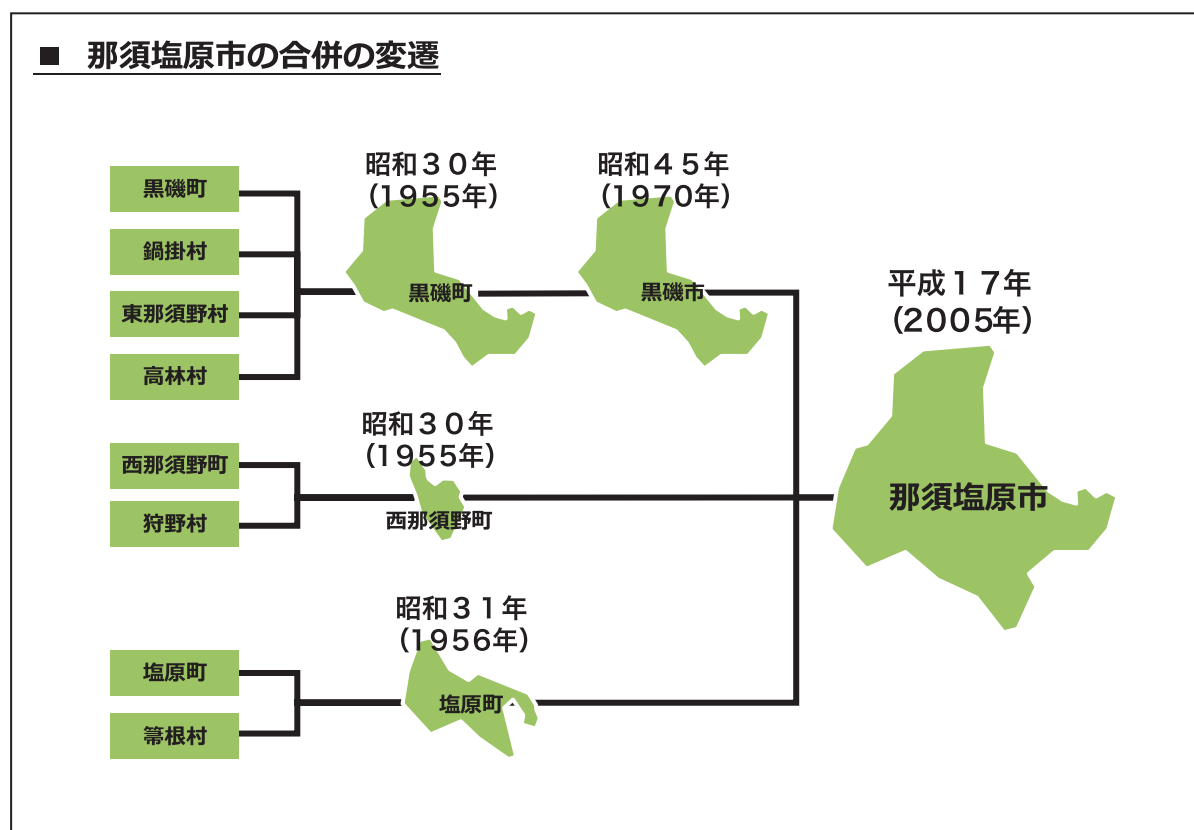 ■ 那須塩原市の合併の変遷
黒磯町
鍋掛村
東那須野村
高林村
昭和３０年
（1955年）
黒磯町
昭和４５年
（1970年）
黒磯市
西那須野町
狩野村
昭和３０年
（1955年）
西那須野町
塩原町
箒根村
昭和３１年
（1956年）
塩原町
平成１７年
（2005年）
那須塩原市